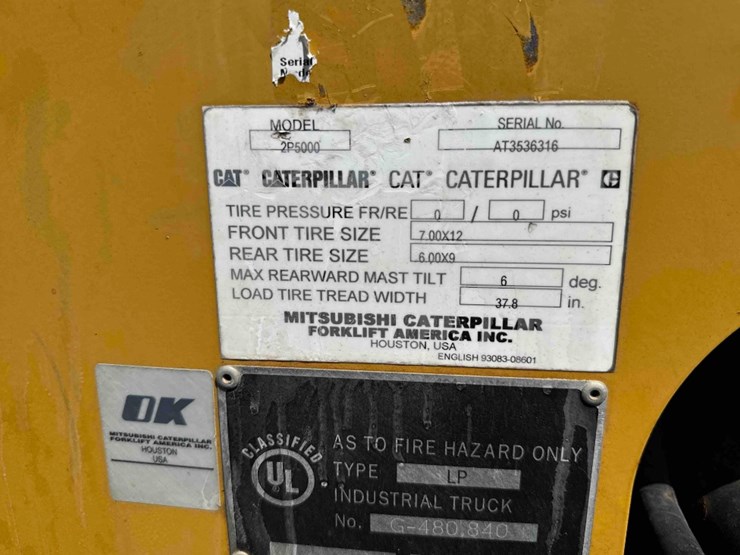 Serial
MODEL SERIAL No.
2P5000 AT3536316
CAT® CATERPILLAR® CAT® CATERPILLAR® C
TIRE PRESSURE FR/RE 0 / 0 psi
FRONT TIRE SIZE 7.00X12
REAR TIRE SIZE 6.00X9
MAX REARWARD MAST TILT 6 deg.
LOAD TIRE TREAD WIDTH 37.8 in.
MITSUBISHI CATERPILLAR
FORKLIFT AMERICA INC.
HOUSTON, USA
ENGLISH 93083-08601
OK
MITSUBISHI CATERPILLAR
FORKLIFT AMERICA INC.
HOUSTON
USA
CLASSIFIED
UL®
AS TO FIRE HAZARD ONLY
TYPE LP
INDUSTRIAL TRUCK
No. G-480,840